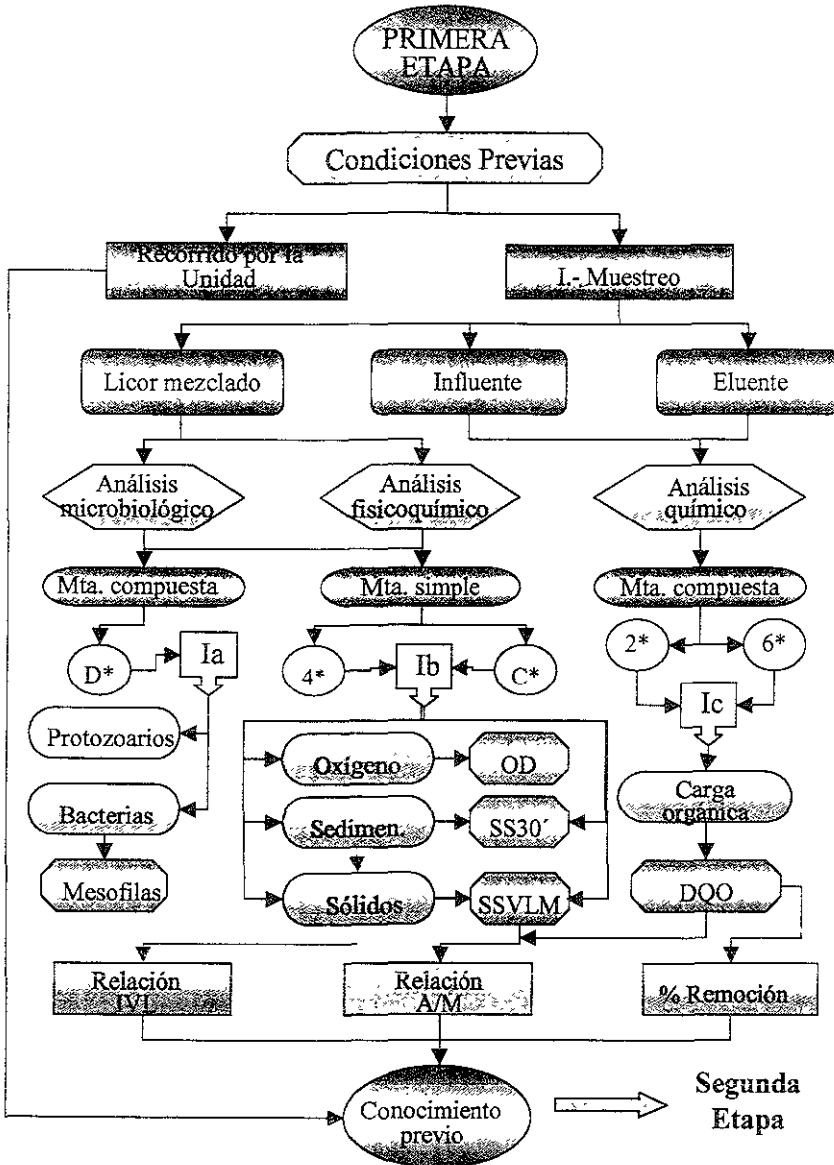 PRIMERA
ETAPA
Condiciones Previas
Recorrido por la
Unidad
I.- Muestreo
Licor mezclado
Influente
Eluente
Análisis
microbiológico
Análisis
fisicoquímico
Análisis
químico
Mta. compuesta
Mta. simple
Mta. compuesta
D*
Ia
4*
Ib
C*
2*
6*
Ic
Protozoarios
Oxígeno
OD
Carga
orgánica
Bacterias
Sedimen.
SS30´
Mesofilas
Sólidos
SSVLM
DQO
Relación
IVL
Relación
A/M
% Remoción
Conocimiento
previo
Segunda
Etapa